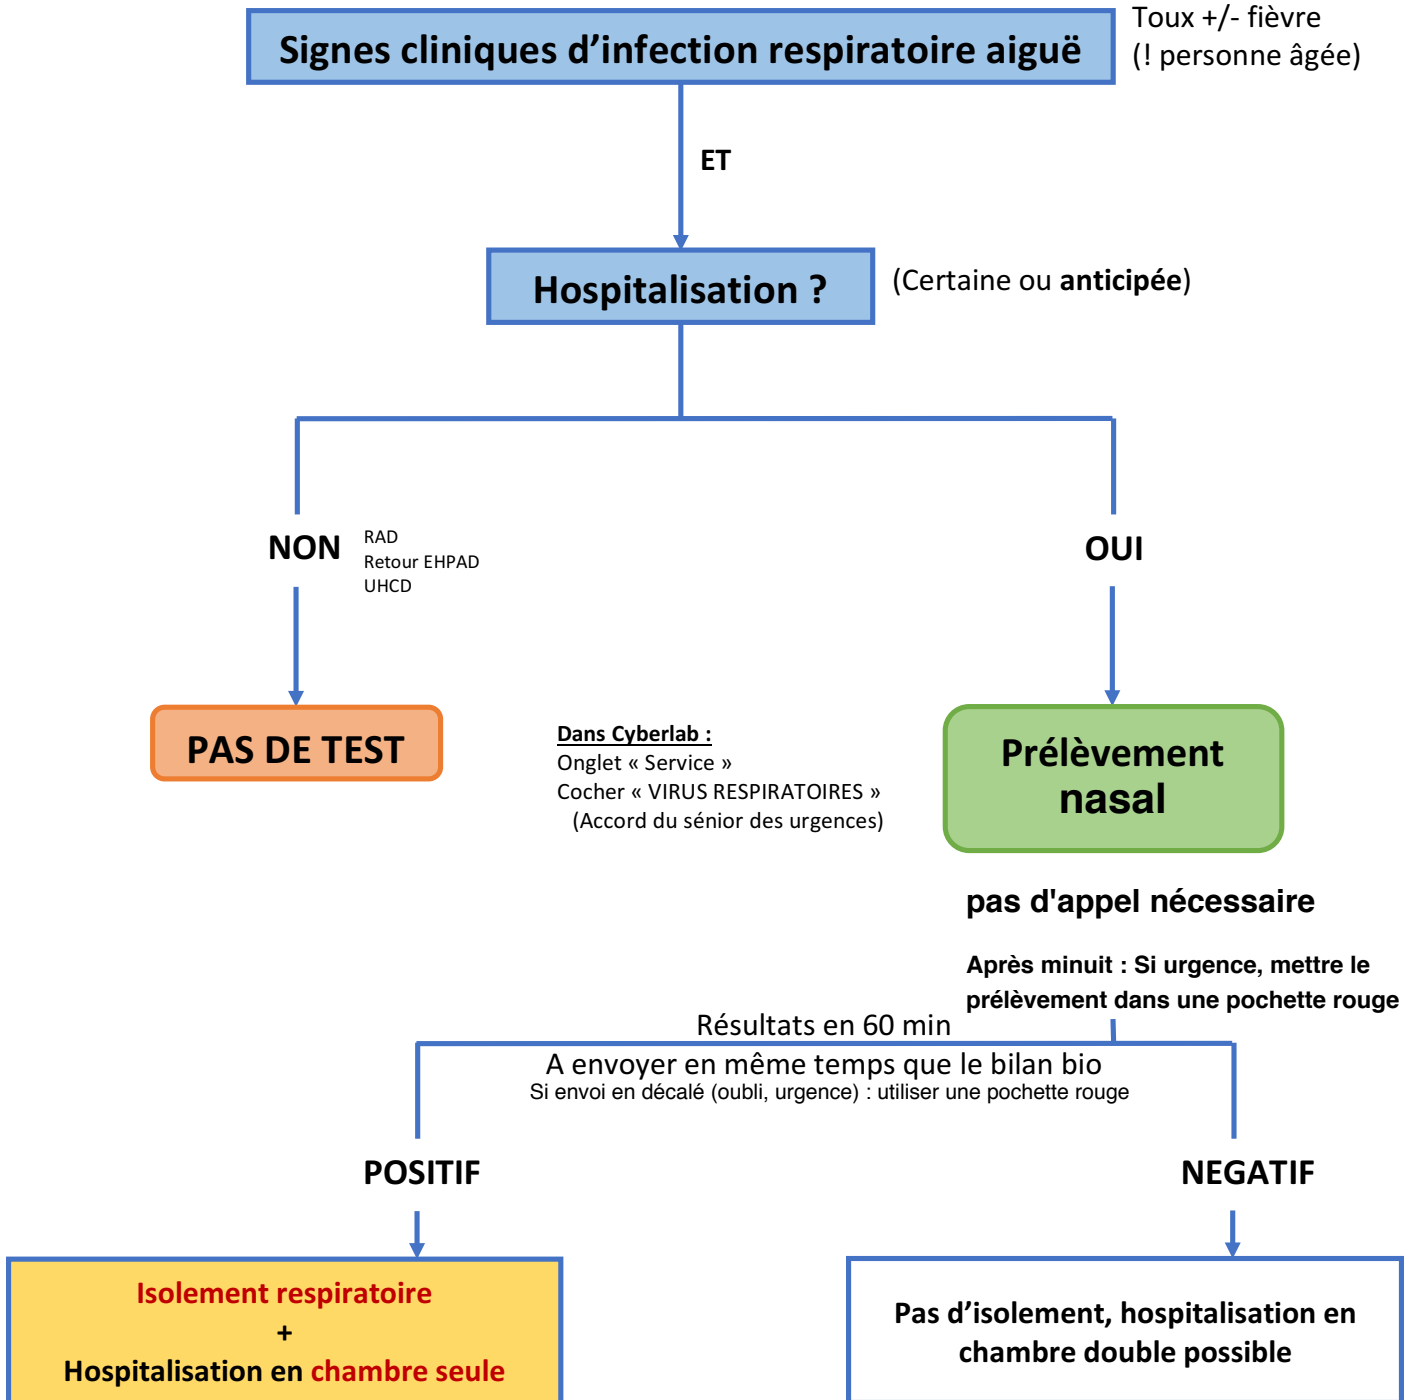 Signes cliniques d’infection respiratoire aiguë
Toux +/- fièvre
(! personne âgée)
ET
Hospitalisation ?
(Certaine ou anticipée)
NON
RAD
Retour EHPAD
UHCD
OUI
PAS DE TEST
Dans Cyberlab :
Onglet « Service »
Cocher « VIRUS RESPIRATOIRES »
(Accord du sénior des urgences)
Prélèvement
nasal
pas d'appel nécessaire
Après minuit : Si urgence, mettre le
prélèvement dans une pochette rouge
Résultats en 60 min
A envoyer en même temps que le bilan bio
Si envoi en décalé (oubli, urgence) : utiliser une pochette rouge
POSITIF
NEGATIF
Isolement respiratoire
+
Hospitalisation en chambre seule
Pas d’isolement, hospitalisation en
chambre double possible